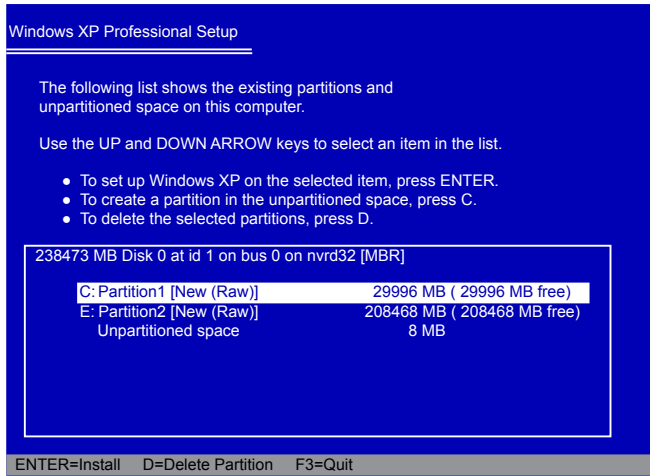 Windows XP Professional Setup
The following list shows the existing partitions and
unpartitioned space on this computer.
Use the UP and DOWN ARROW keys to select an item in the list.
● To set up Windows XP on the selected item, press ENTER.
● To create a partition in the unpartitioned space, press C.
● To delete the selected partitions, press D.
238473 MB Disk 0 at id 1 on bus 0 on nvrd32 [MBR]
C: Partition1 [New (Raw)] 29996 MB ( 29996 MB free)
E: Partition2 [New (Raw)] 208468 MB ( 208468 MB free)
Unpartitioned space 8 MB
ENTER=Install D=Delete Partition F3=Quit